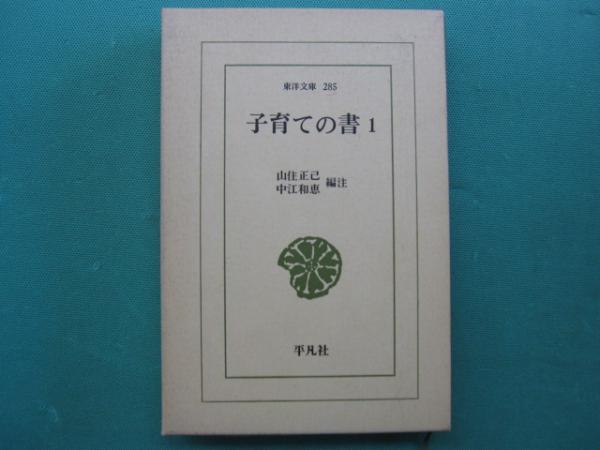 東洋文庫 285
子育ての書 1
山住正己
中江和恵 編注
平凡社